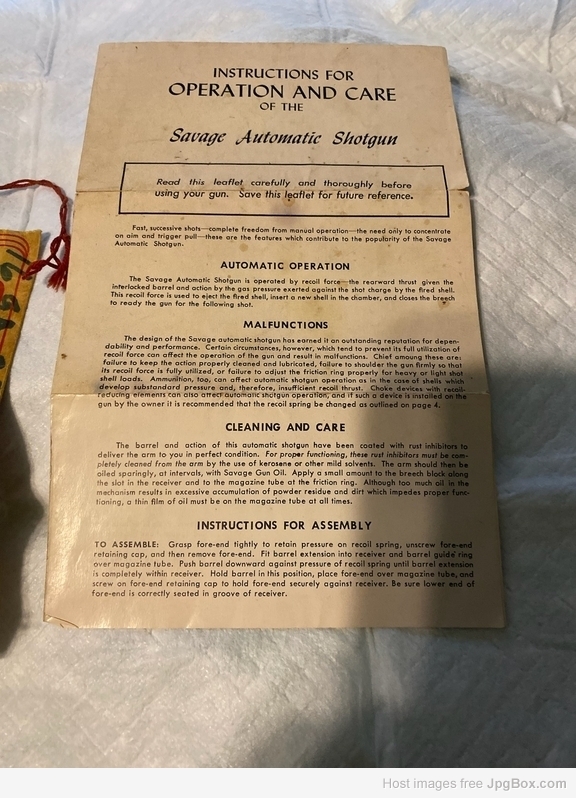 INSTRUCTIONS FOR
OPERATION AND CARE
OF THE
Savage Automatic Shotgun
Read this leaflet carefully and thoroughly before
using your gun. Save this leaflet for future reference.
Fast, successive shots—complete freedom from manual operation—the need only to concentrate
on aim and trigger pull—these are the features which contribute to the popularity of the Savage
Automatic Shotgun.
AUTOMATIC OPERATION
The Savage Automatic Shotgun is operated by recoil force—the rearward thrust given the
interlocked barrel and action by the gas pressure exerted against the shot charge by the fired shell.
This recoil force is used to eject the fired shell, insert a new shell in the chamber, and closes the breech
to ready the gun for the following shot.
MALFUNCTIONS
The design of the Savage automatic shotgun has earned it an outstanding reputation for depen-
dability and performance. Certain circumstances, however, which tend to prevent its full utilization of
recoil force can affect the operation of the gun and result in malfunctions. Chief among these are:
failure to keep the action properly cleaned and lubricated, failure to shoulder the gun firmly so that
its recoil force is fully utilized, or failure to adjust the friction ring properly for heavy or light shot
shell loads. Ammunition, too, can affect automatic shotgun operation as in the case of shells which
develop substandard pressure and, therefore, insufficient recoil thrust. Choke devices with recoil-
reducing elements can also affect automatic shotgun operation, and if such a device is installed on the
gun by the owner it is recommended that the recoil spring be changed as outlined on page 4.
CLEANING AND CARE
The barrel and action of this automatic shotgun have been coated with rust inhibitors to
deliver the arm to you in perfect condition. For proper functioning, these rust inhibitors must be com-
pletely cleaned from the arm by the use of kerosene or other mild solvents. The arm should then be
oiled sparingly, at intervals, with Savage Gun Oil. Apply a small amount to the breech block along
the slot in the receiver and to the magazine tube at the friction ring. Although too much oil in the
mechanism results in excessive accumulation of powder residue and dirt which impedes proper func-
tioning, a thin film of oil must be on the magazine tube at all times.
INSTRUCTIONS FOR ASSEMBLY
TO ASSEMBLE: Grasp fore-end tightly to retain pressure on recoil spring, unscrew fore-end
retaining cap, and then remove fore-end. Fit barrel extension into receiver and barrel guide ring
over magazine tube. Push barrel downward against pressure of recoil spring until barrel extension
is completely within receiver. Hold barrel in this position, place fore-end over magazine tube, and
screw on fore-end retaining cap to hold fore-end securely against receiver. Be sure lower end of
fore-end is correctly seated in groove of receiver.
Host images free JpgBox.com